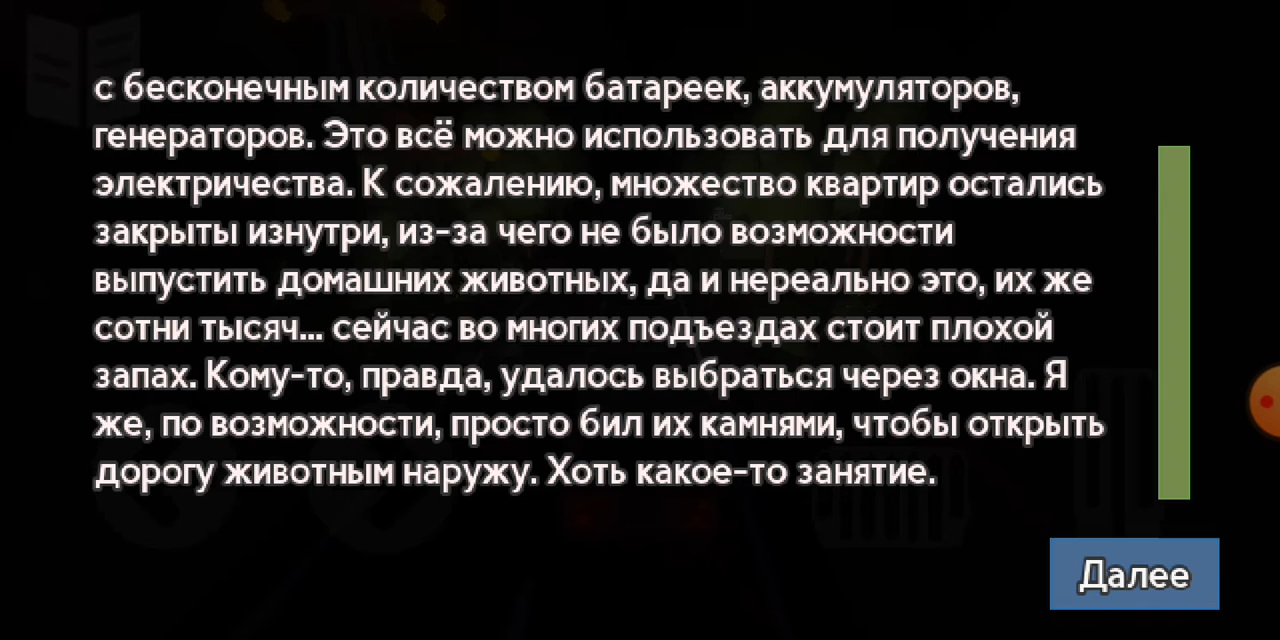 с бесконечным количеством батареек, аккумуляторов,
генераторов. Это всё можно использовать для получения
электричества. К сожалению, множество квартир остались
закрыты изнутри, из-за чего не было возможности
выпустить домашних животных, да и нереально это, их же
сотни тысяч... сейчас во многих подъездах стоит плохой
запах. Кому-то, правда, удалось выбраться через окна. Я
же, по возможности, просто бил их камнями, чтобы открыть
дорогу животным наружу. Хоть какое-то занятие.
Далее